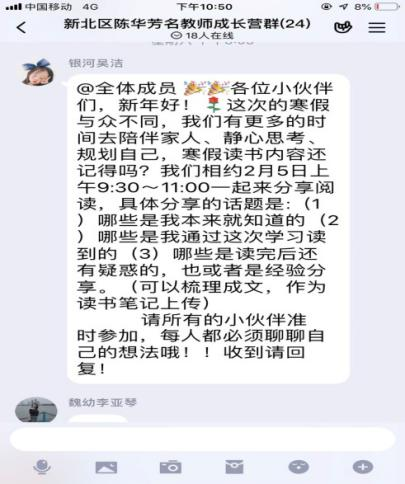 中国移动 4G 下午10:50 8%
新北区陈华芳名教师成长营群(24)
18人在线
银河吴洁
@全体成员 🎉🎉各位小伙伴
们，新年好！🌹这次的寒假
与众不同，我们有更多的时
间去陪伴家人、静心思考、
规划自己，寒假读书内容还
记得吗？我们相约2月5日上
午9:30～11:00一起来分享阅
读，具体分享的话题是:（1
）哪些是我本来就知道的（2
）哪些是我通过这次学习读
到的（3）哪些是读完后还
有疑惑的，也或者是经验分
享。（可以梳理成文，作为
读书笔记上传）
请所有的小伙伴准
时参加，每人都必须聊聊自
己的想法哦！！收到请回
复！
魏幼李亚琴